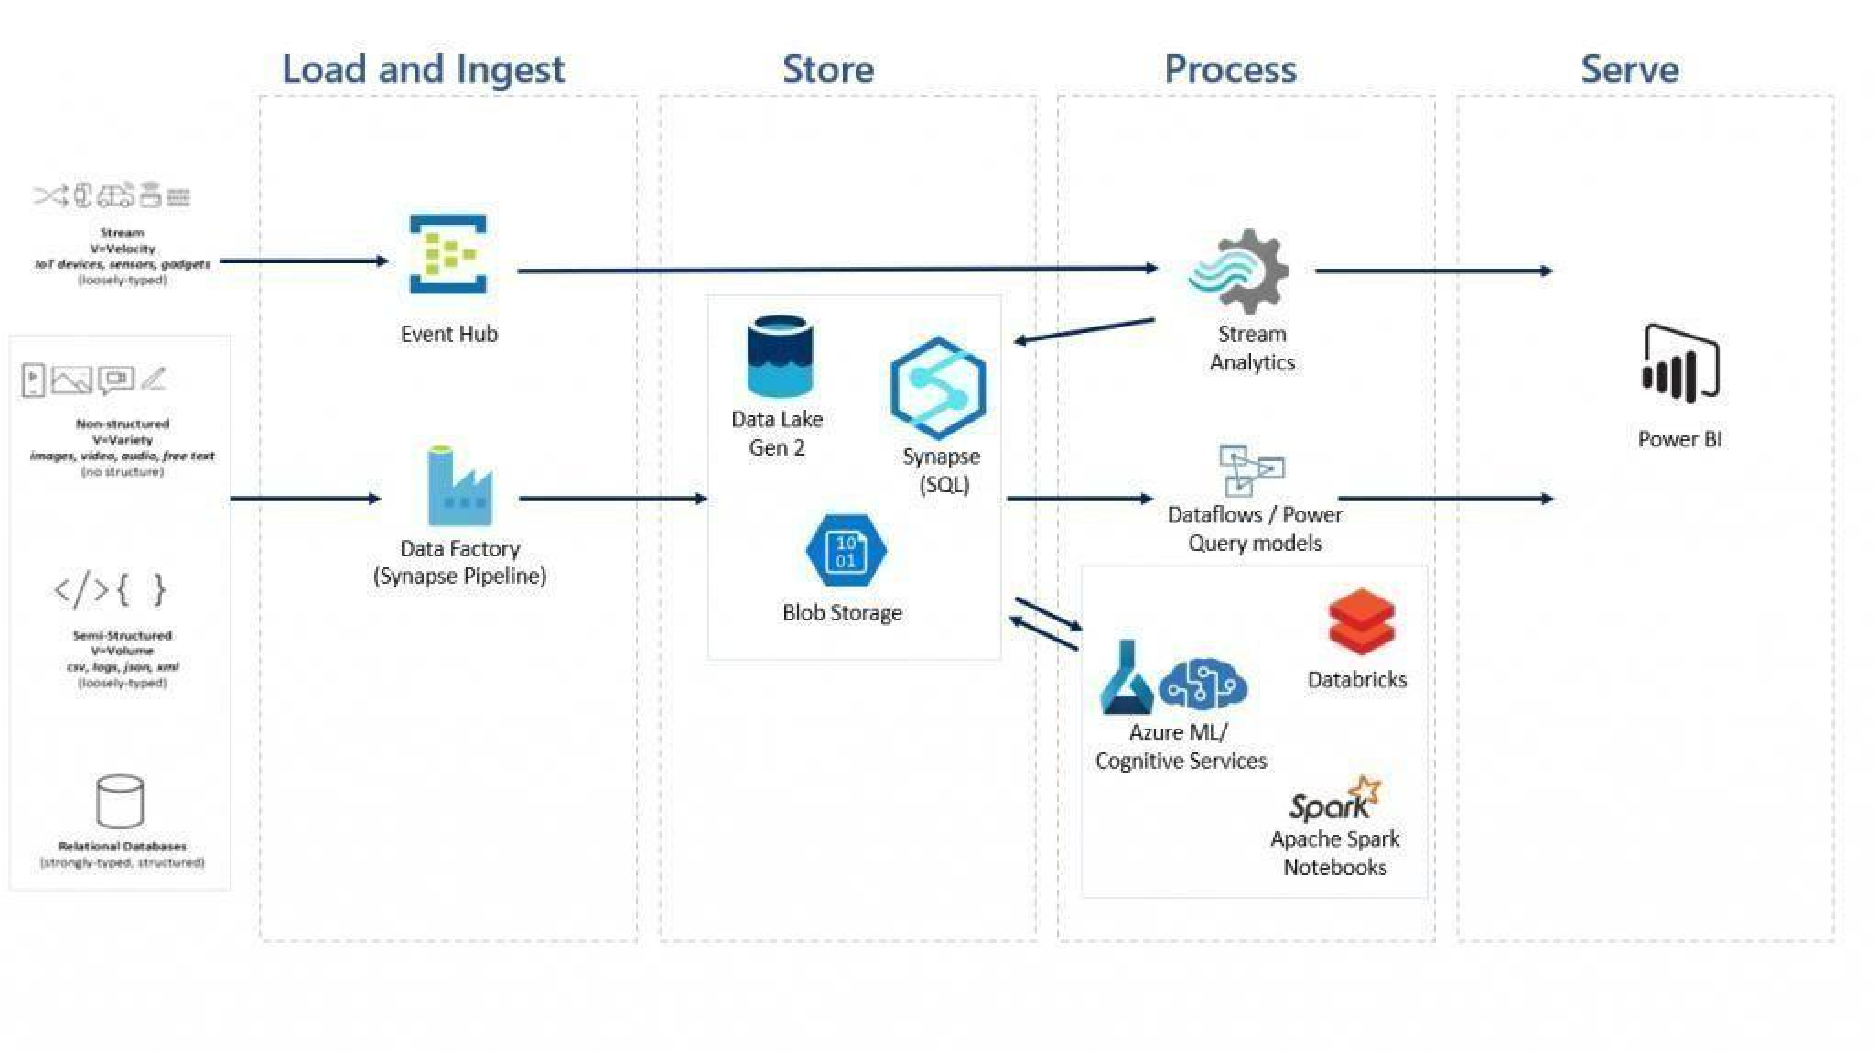 Load and Ingest
Store
Process
Serve
Stream
V=Velocity
IoT devices, sensors, gadgets
(loosely-typed)
Non-structured
V=Variety
images, video, audio, free text
(no structure)
</>{ }
Semi-Structured
V=Volume
csv, logs, json, xml
(loosely-typed)
Relational Databases
(strongly-typed, structured)
Event Hub
Data Factory
(Synapse Pipeline)
Data Lake
Gen 2
Synapse
(SQL)
10
01
Blob Storage
Stream
Analytics
Dataflows / Power
Query models
Databricks
Azure ML/
Cognitive Services
Spark
Apache Spark
Notebooks
Power BI